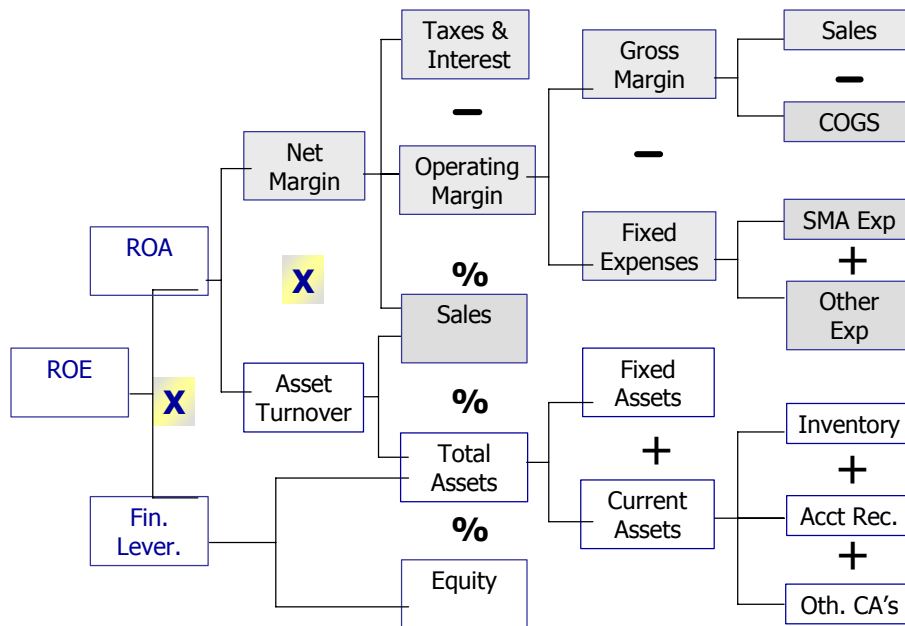 Taxes &
Interest
−
Operating
Margin
%
Sales
%
Total
Assets
%
Equity
Gross
Margin
−
Fixed
Expenses
Sales
−
COGS
SMA Exp
+
Other
Exp
Net
Margin
X
Asset
Turnover
ROA
ROE
X
Fin.
Lever.
Fixed
Assets
+
Current
Assets
Inventory
+
Acct Rec.
+
Oth. CA’s